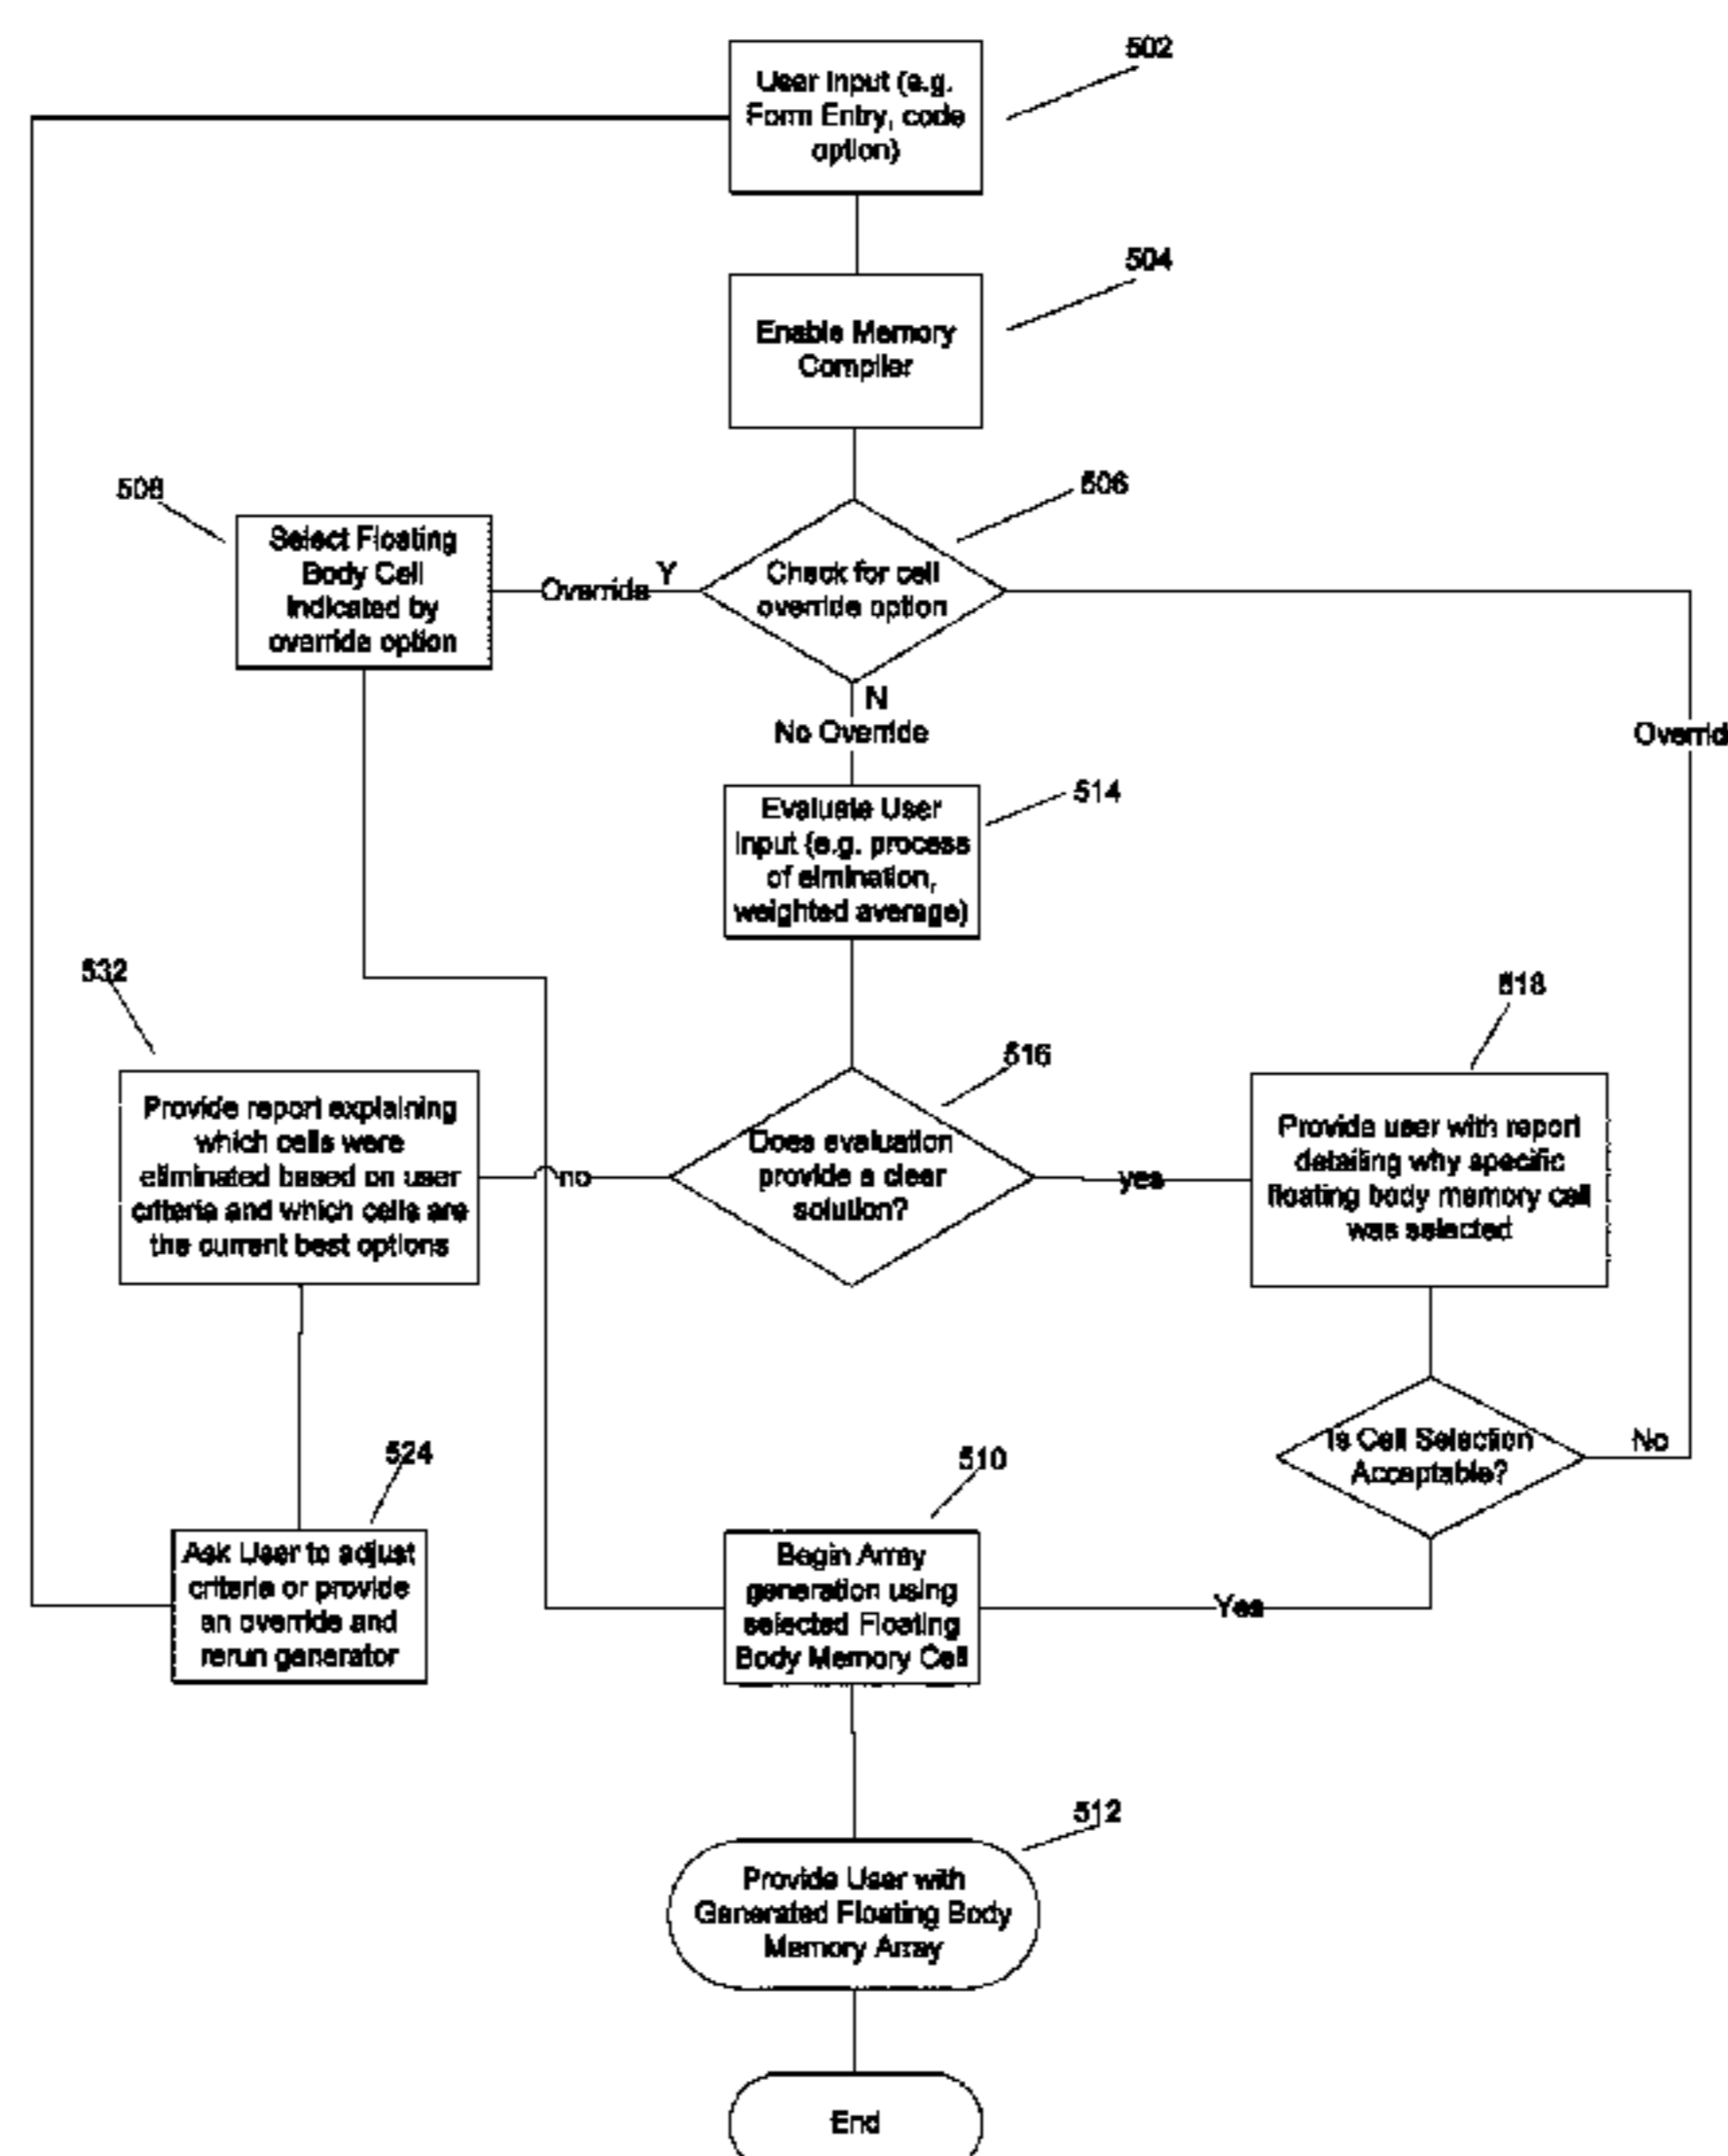 502
User Input (e.g.
Form Entry, code
option)
504
Enable Memory
Compiler
508
506
Select Floating
Body Cell
indicated by
override option
Override
Y
Check for cell
override option
N
No Override
Overrid
514
Evaluate User
Input (e.g. process
of elmination,
weighted average)
532
518
516
Provide report explaining
which cells were
eliminated based on user
criteria and which cells are
the current best options
no
Does evaluation
provide a clear
solution?
yes
Provide user with report
detailing why specific
floating body memory cell
was selected
524
510
Is Cell Selection
Acceptable?
No
Ask User to adjust
criteria or provide
an override and
rerun generator
Begin Array
generation using
selected Floating
Body Memory Cell
Yes
512
Provide User with
Generated Floating Body
Memory Array
End